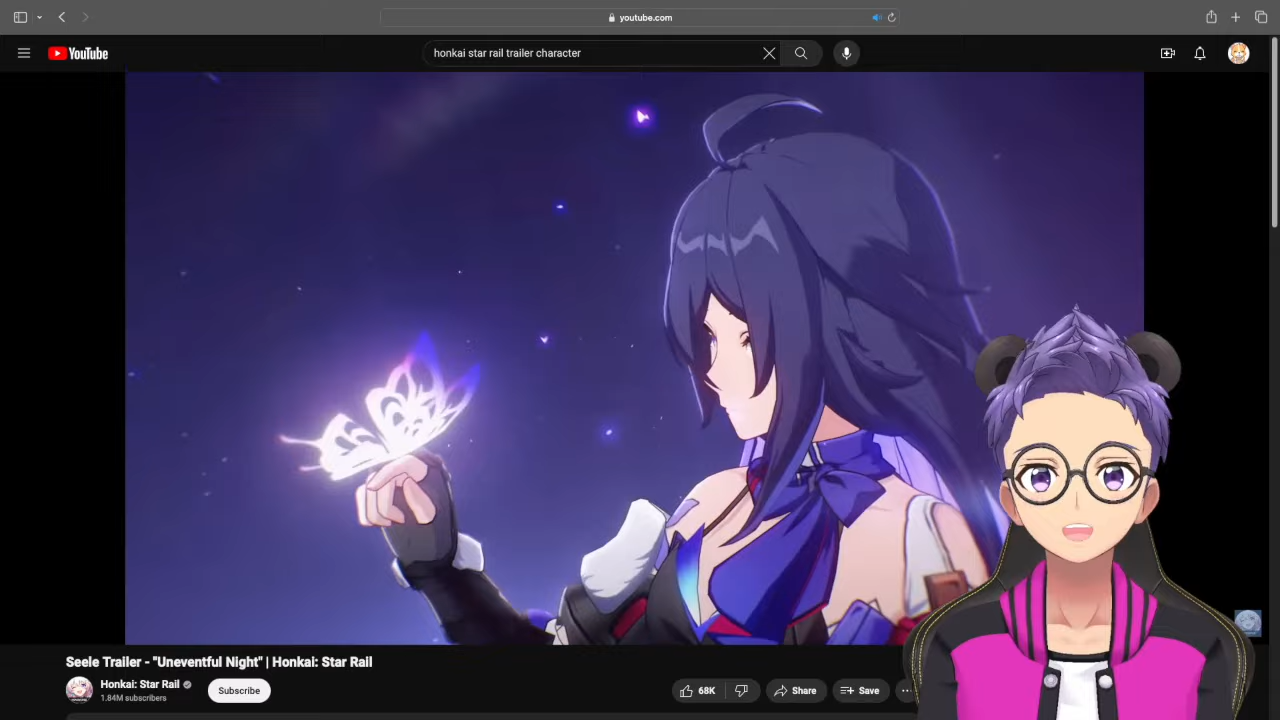 youtube.com
YouTube
honkai star rail trailer character
Seele Trailer - "Uneventful Night" | Honkai: Star Rail
Honkai: Star Rail
1.84M subscribers
Subscribe
68K
Share
Save